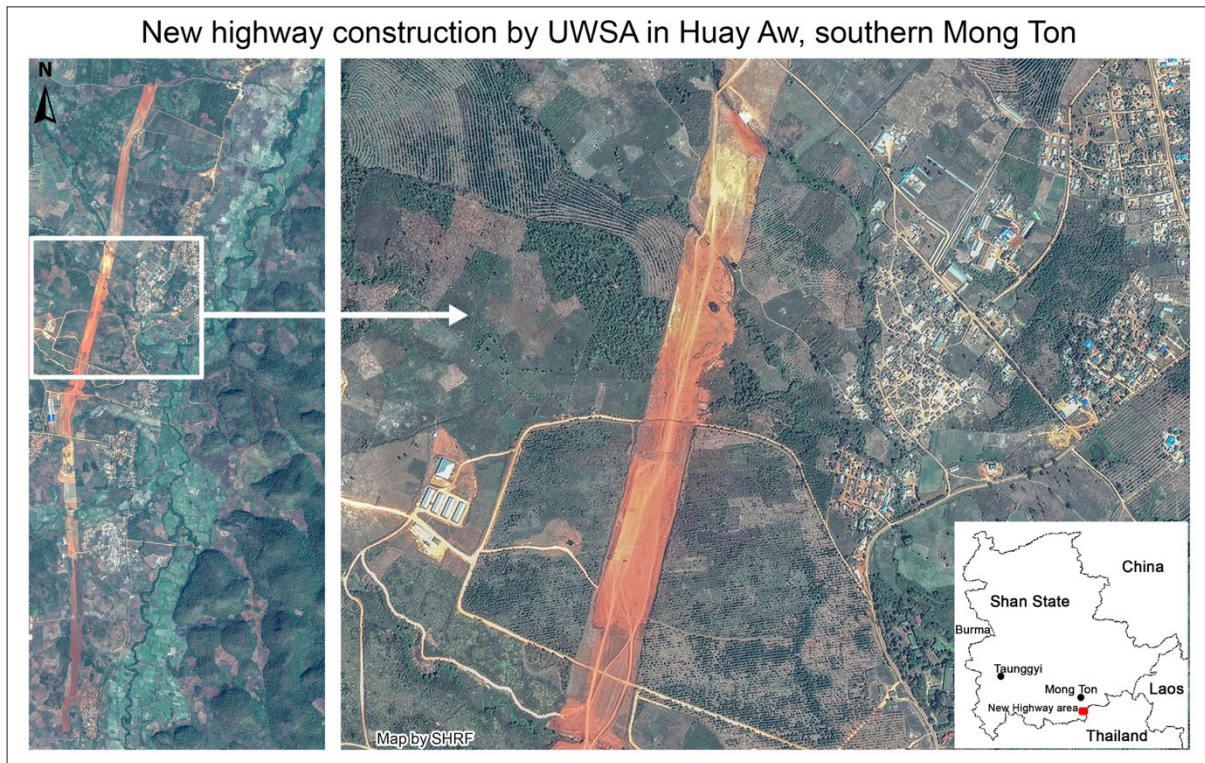 New highway construction by UWSA in Huay Aw, southern Mong Ton
N
Map by SHRF
China
Shan State
Burma
Taunggyi
Mong Ton
Laos
New Highway area
Thailand